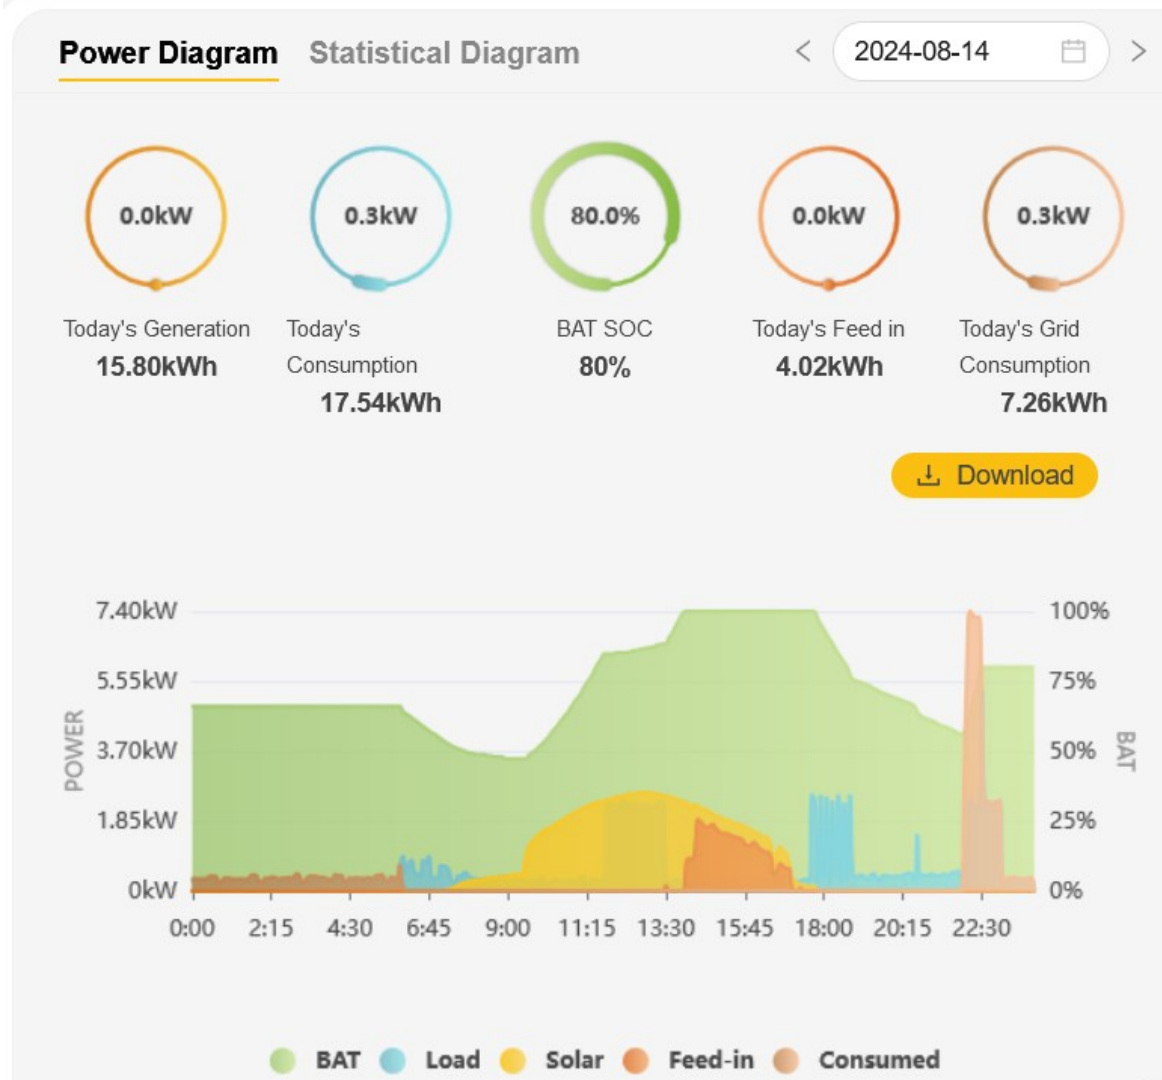 Power Diagram Statistical Diagram < 2024-08-14 >
0.0kW 0.3kW 80.0% 0.0kW 0.3kW
Today's Generation
15.80kWh
Today's
Consumption
17.54kWh
BAT SOC
80%
Today's Feed in
4.02kWh
Today's Grid
Consumption
7.26kWh
Download
7.40kW 100%
5.55kW 75%
3.70kW 50%
1.85kW 25%
0kW 0%
POWER
BAT
0:00 2:15 4:30 6:45 9:00 11:15 13:30 15:45 18:00 20:15 22:30
BAT Load Solar Feed-in Consumed